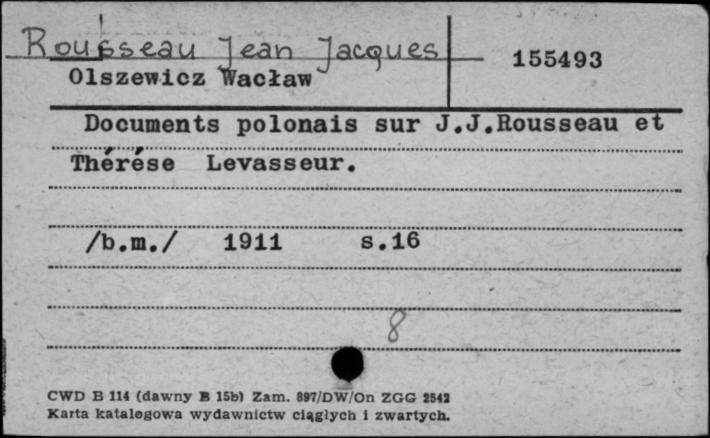 Rousseau Jean Jacques
155493
Olszewicz Wacław
Documents polonais sur J.J.Rousseau et
Thérése Levasseur.
/b.m./ 1911 s.16
8
CWD B 114 (dawny B 15b) Zam. 897/DW/On ZGG 2542
Karta katalogowa wydawnictw ciągłych i zwartych.